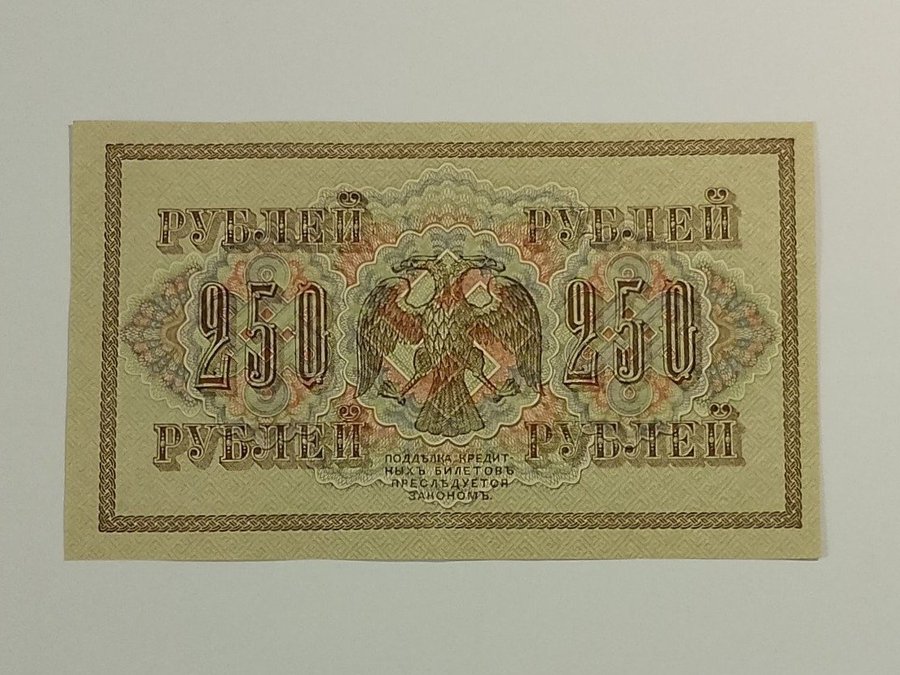 РУБЛЕЙ РУБЛЕЙ
250 250
РУБЛЕЙ РУБЛЕЙ
ПОДДѢЛКА КРЕДИТ-
НЫХЪ БИЛЕТОВЪ
ПРЕСЛѢДУЕТСЯ
ЗАКОНОМЪ.